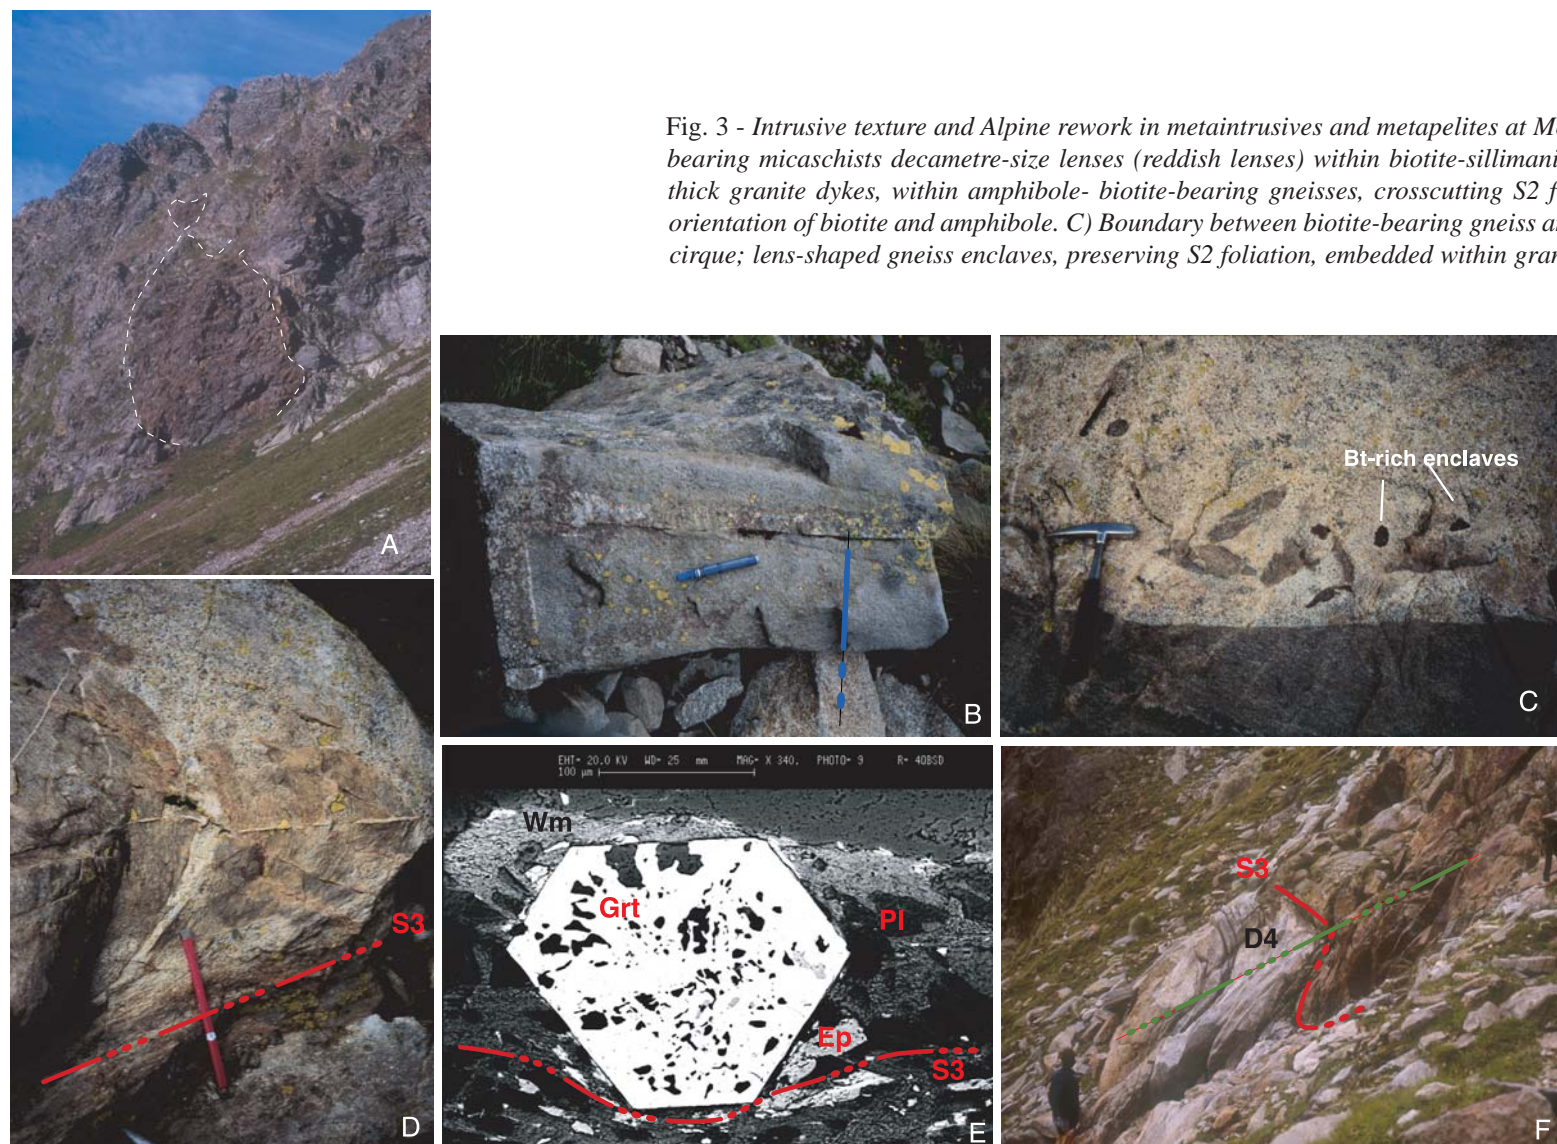 Fig. 3 - Intrusive texture and Alpine rework in metaintrusives and metapelites at
bearing micaschists decametre-size lenses (reddish lenses) within
thick granite dykes, within amphibole- biotite-bearing gneisses, crosscutting S2
orientation of biotite and amphibole. C) Boundary between biotite-bearing gneiss
cirque; lens-shaped gneiss enclaves, preserving S2 foliation, embedded within
A
B
Bt-rich enclaves
C
S3
D
EHT= 20.0 KV WD= 25 mm MAG= X 340. PHOTO= 9 R= 40BSD
100 µm
Wm
Grt
Pl
Ep
S3
E
S3
D4
F